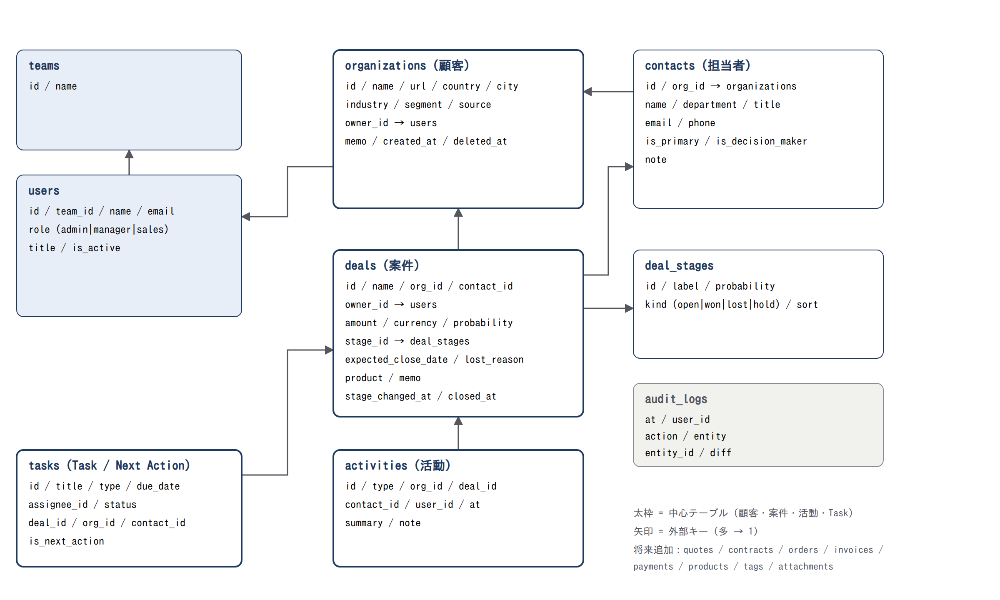 teams
id / name
users
id / team_id / name / email
role (admin|manager|sales)
title / is_active
organizations（顧客）
id / name / url / country / city
industry / segment / source
owner_id → users
memo / created_at / deleted_at
contacts（担当者）
id / org_id → organizations
name / department / title
email / phone
is_primary / is_decision_maker
note
deals（案件）
id / name / org_id / contact_id
owner_id → users
amount / currency / probability
stage_id → deal_stages
expected_close_date / lost_reason
product / memo
stage_changed_at / closed_at
deal_stages
id / label / probability
kind (open|won|lost|hold) / sort
audit_logs
at / user_id
action / entity
entity_id / diff
tasks（Task / Next Action）
id / title / type / due_date
assignee_id / status
deal_id / org_id / contact_id
is_next_action
activities（活動）
id / type / org_id / deal_id
contact_id / user_id / at
summary / note
太枠 = 中心テーブル（顧客・案件・活動・Task）
矢印 = 外部キー（多 → 1）
将来追加：quotes / contracts / orders / invoices /
payments / products / tags / attachments